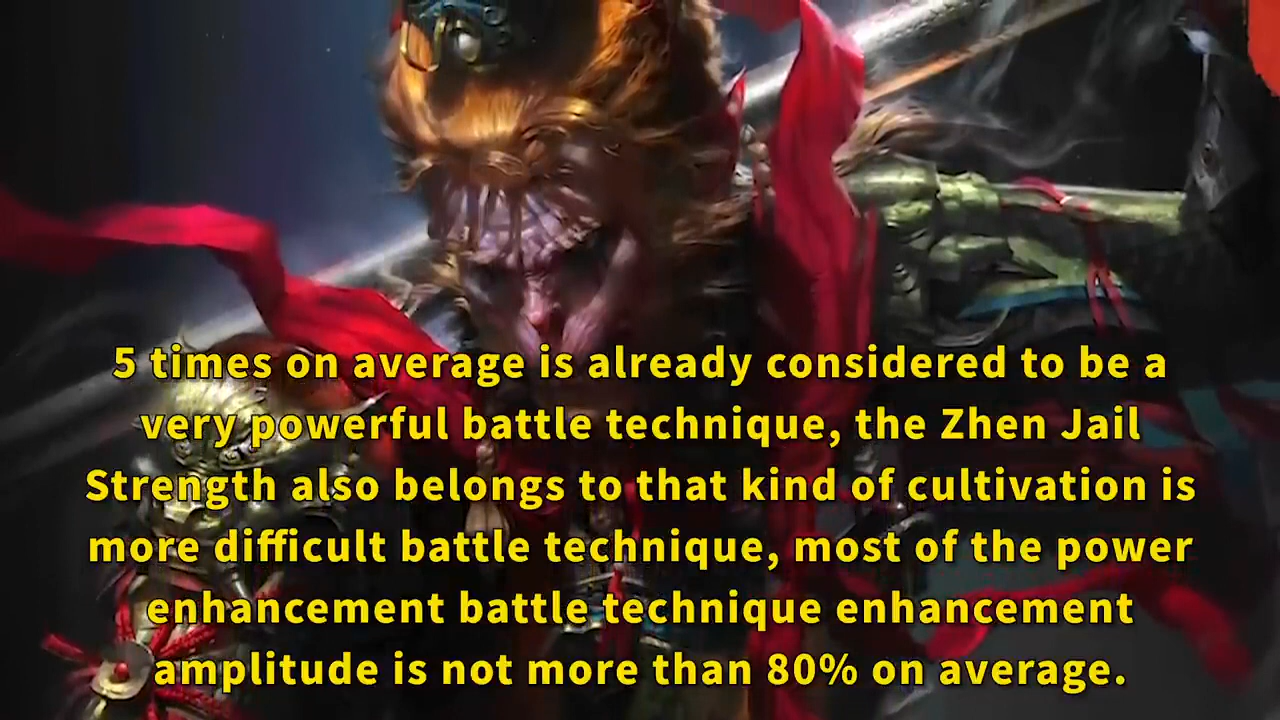 5 times on average is already considered to be a
very powerful battle technique, the Zhen Jail
Strength also belongs to that kind of cultivation is
more difficult battle technique, most of the power
enhancement battle technique enhancement
amplitude is not more than 80% on average.